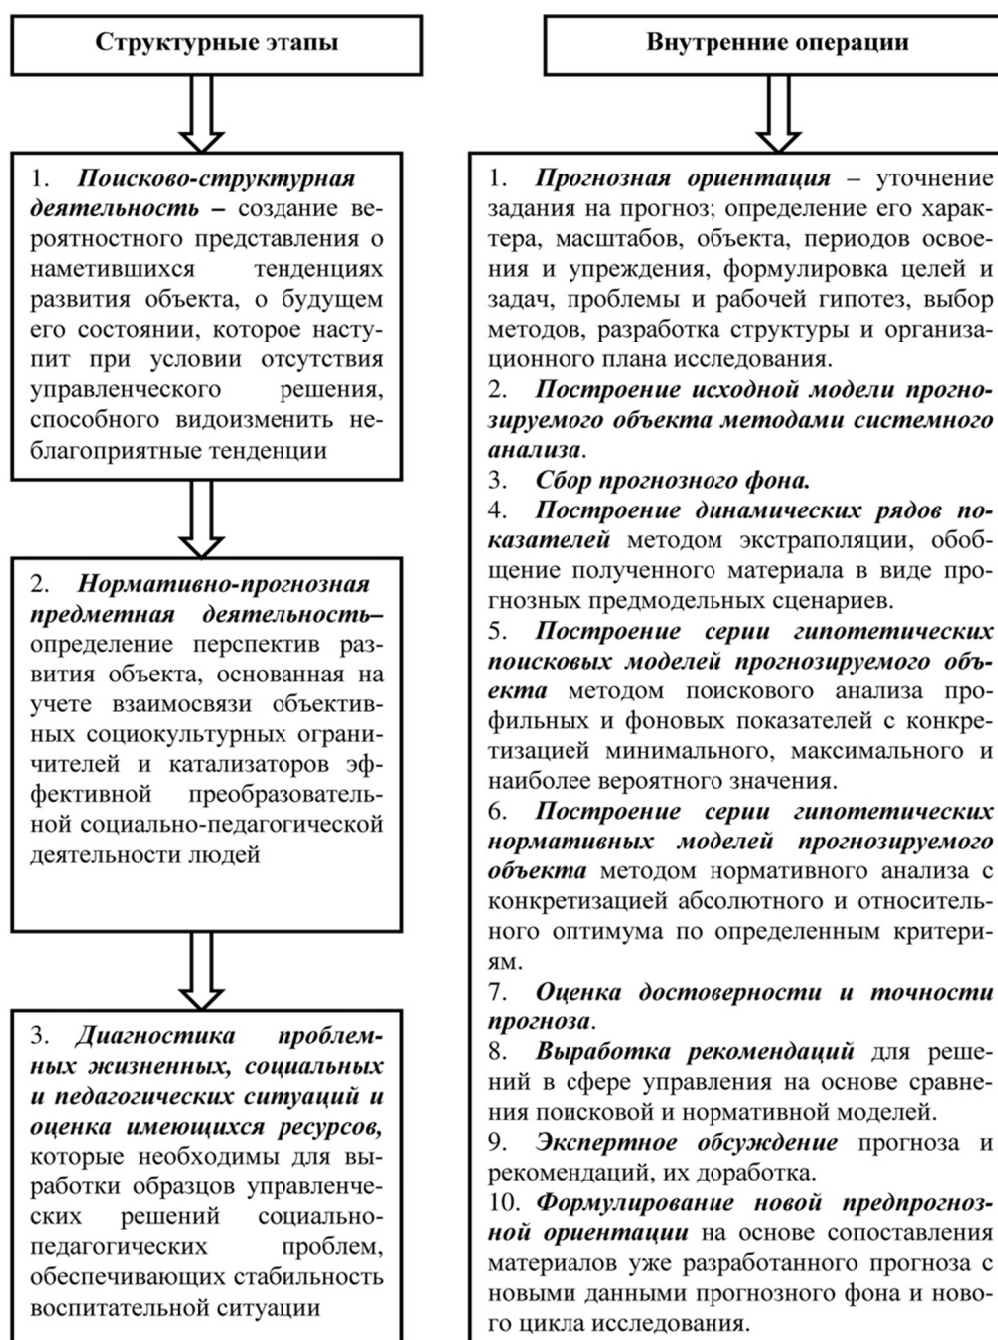 Структурные этапы
1. Поисково-структурная
деятельность – создание ве-
роятностного представления о
наметившихся тенденциях
развития объекта, о будущем
его состоянии, которое насту-
пит при условии отсутствия
управленческого решения,
способного видоизменить не-
благоприятные тенденции
2. Нормативно-прогнозная
предметная деятельность–
определение перспектив раз-
вития объекта, основанная на
учете взаимосвязи объектив-
ных социокультурных ограни-
чителей и катализаторов эф-
фективной преобразователь-
ной социально-педагогической
деятельности людей
3. Диагностика проблем-
ных жизненных, социальных
и педагогических ситуаций и
оценка имеющихся ресурсов,
которые необходимы для вы-
работки образцов управленче-
ских решений социально-
педагогических проблем,
обеспечивающих стабильность
воспитательной ситуации
Внутренние операции
1. Прогнозная ориентация – уточнение
задания на прогноз; определение его харак-
тера, масштабов, объекта, периодов освое-
ния и упреждения, формулировка целей и
задач, проблемы и рабочей гипотез, выбор
методов, разработка структуры и организа-
ционного плана исследования.
2. Построение исходной модели прогно-
зируемого объекта методами системного
анализа.
3. Сбор прогнозного фона.
4. Построение динамических рядов по-
казателей методом экстраполяции, обоб-
щение полученного материала в виде про-
гнозных предмодельных сценариев.
5. Построение серии гипотетических
поисковых моделей прогнозируемого объ-
екта методом поискового анализа про-
фильных и фоновых показателей с конкре-
тизацией минимального, максимального и
наиболее вероятного значения.
6. Построение серии гипотетических
нормативных моделей прогнозируемого
объекта методом нормативного анализа с
конкретизацией абсолютного и относитель-
ного оптимума по определенным критери-
ям.
7. Оценка достоверности и точности
прогноза.
8. Выработка рекомендаций для реше-
ний в сфере управления на основе сравне-
ния поисковой и нормативной моделей.
9. Экспертное обсуждение прогноза и
рекомендаций, их доработка.
10. Формулирование новой предпрогноз-
ной ориентации на основе сопоставления
материалов уже разработанного прогноза с
новыми данными прогнозного фона и ново-
го цикла исследования.